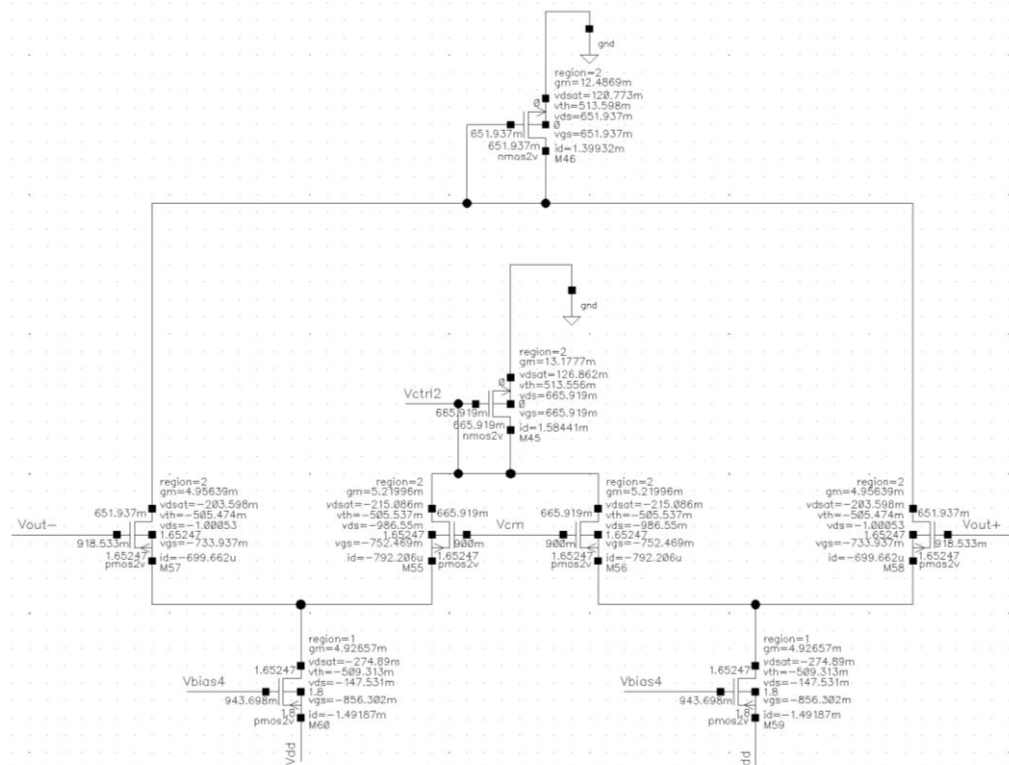 gnd
region=2
gm=12.4869m
vdsat=120.773m
vth=513.598m
vds=651.937m
0
0
651.937m
vgs=651.937m
651.937m
id=1.39932m
nmos2v
M46
gnd
region=2
gm=13.1777m
vdsat=126.862m
vth=513.556m
vds=665.919m
0
0
Vctrl2
665.919m
vgs=665.919m
665.919m
id=1.58441m
nmos2v
M45
region=2
gm=4.95639m
vdsat=-203.598m
651.937m
vth=-505.474m
vds=-1.00053
Vout-
1.65247
918.533m
vgs=-733.937m
1.65247
id=-699.662u
pmos2v
M57
region=2
gm=5.21996m
vdsat=-215.086m
665.919m
vth=-505.537m
vds=-986.55m
1.65247
900m
vgs=-752.469m
1.65247
id=-792.206u
pmos2v
M55
Vcm
region=2
gm=5.21996m
vdsat=-215.086m
665.919m
vth=-505.537m
vds=-986.55m
1.65247
900m
vgs=-752.469m
1.65247
id=-792.206u
pmos2v
M56
region=2
gm=4.95639m
vdsat=-203.598m
651.937m
vth=-505.474m
vds=-1.00053
Vout+
1.65247
918.533m
vgs=-733.937m
1.65247
id=-699.662u
pmos2v
M58
region=1
gm=4.92657m
vdsat=-274.89m
1.65247
vth=-509.313m
vds=-147.531m
Vbias4
1.8
943.698m
vgs=-856.302m
1.8
id=-1.49187m
pmos2v
M60
Vdd
region=1
gm=4.92657m
vdsat=-274.89m
1.65247
vth=-509.313m
vds=-147.531m
Vbias4
1.8
943.698m
vgs=-856.302m
1.8
id=-1.49187m
pmos2v
M59
dd